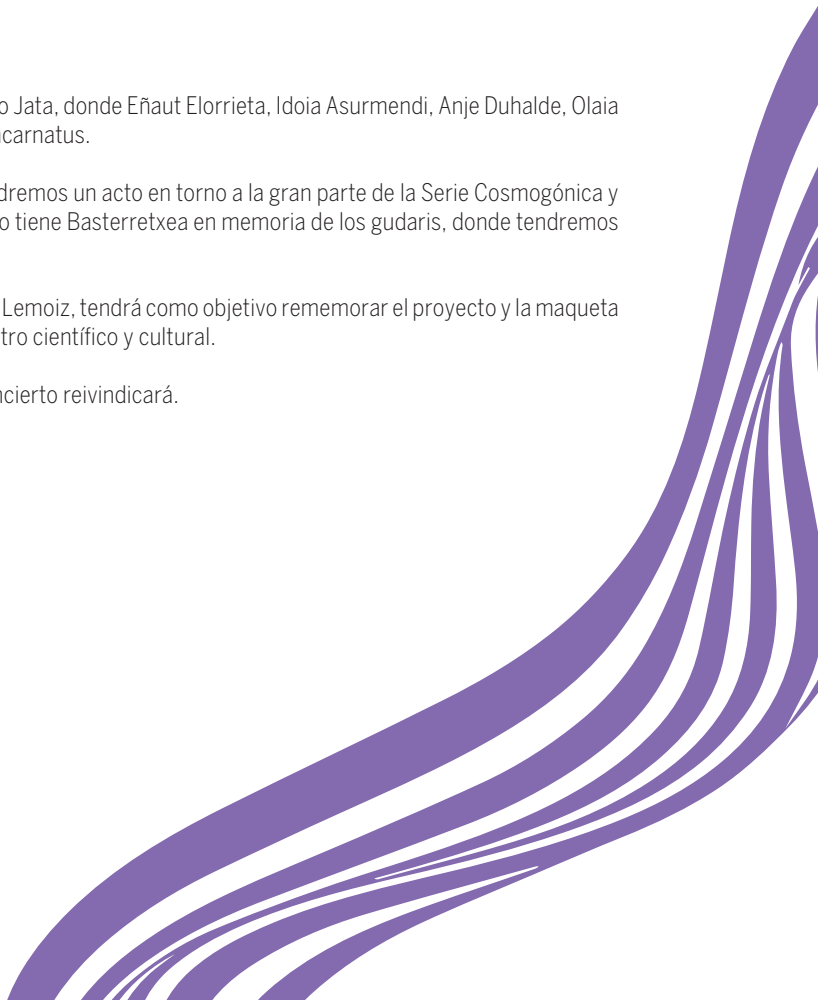 o Jata, donde Eñaut Elorrieta, Idoia Asurmendi, Anje Duhalde, Olaia
ncarnatus.
dremos un acto en torno a la gran parte de la Serie Cosmogónica y
o tiene Basterretxea en memoria de los gudaris, donde tendremos
Lemoiz, tendrá como objetivo rememorar el proyecto y la maqueta
tro científico y cultural.
ncierto reivindicará.